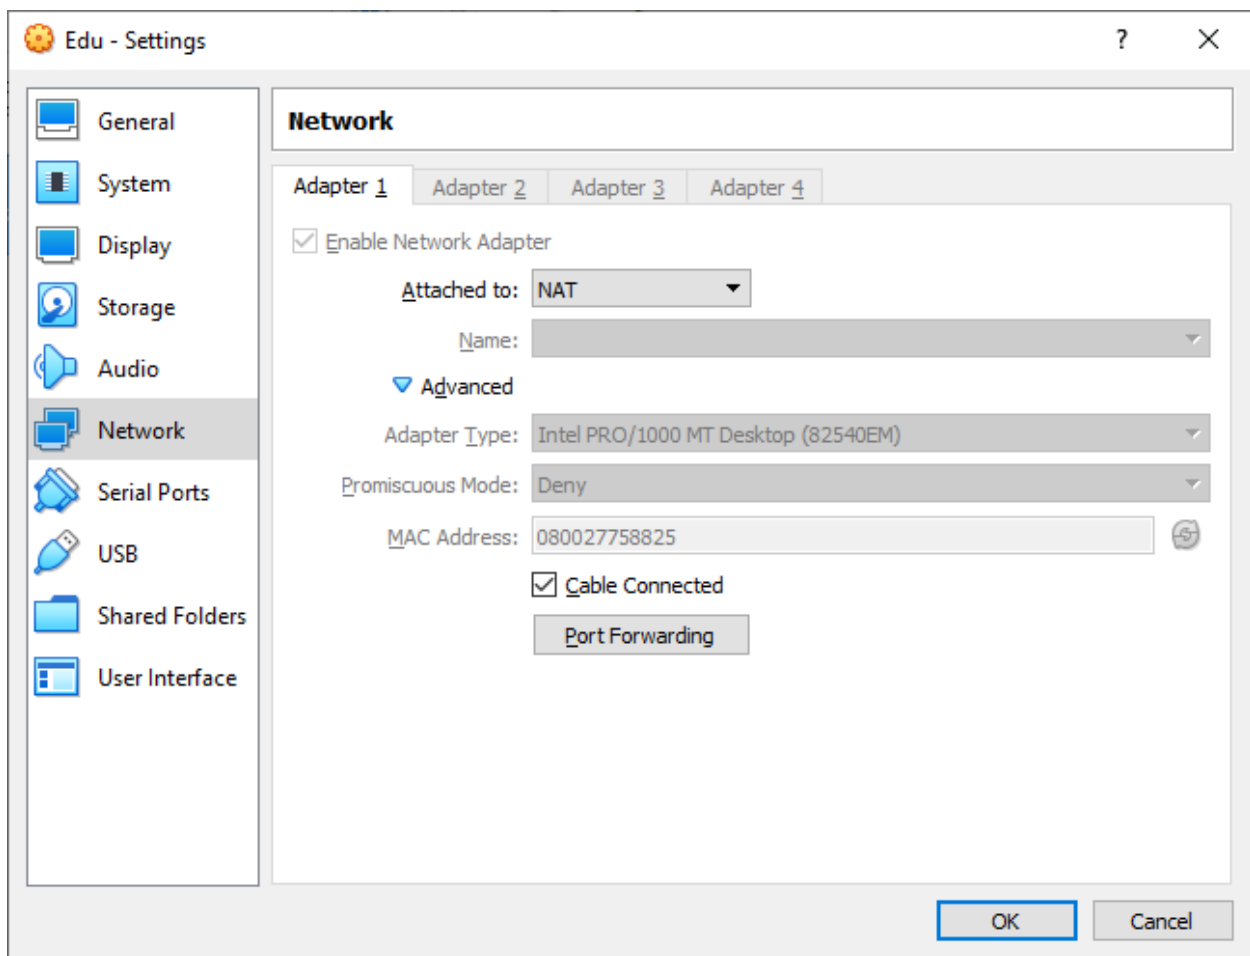 Edu - Settings
?
General
System
Display
Storage
Audio
Network
Serial Ports
USB
Shared Folders
User Interface
Network
Adapter 1 Adapter 2 Adapter 3 Adapter 4
Enable Network Adapter
Attached to: NAT
Name:
Advanced
Adapter Type: Intel PRO/1000 MT Desktop (82540EM)
Promiscuous Mode: Deny
MAC Address: 080027758825
Cable Connected
Port Forwarding
OK Cancel